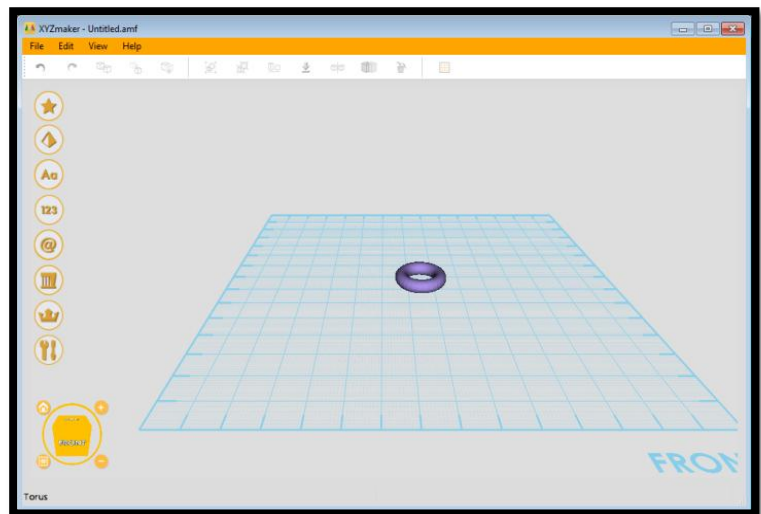 XYZmaker - Untitled.amf
File Edit View Help
Aa
123
@
FRON
Torus